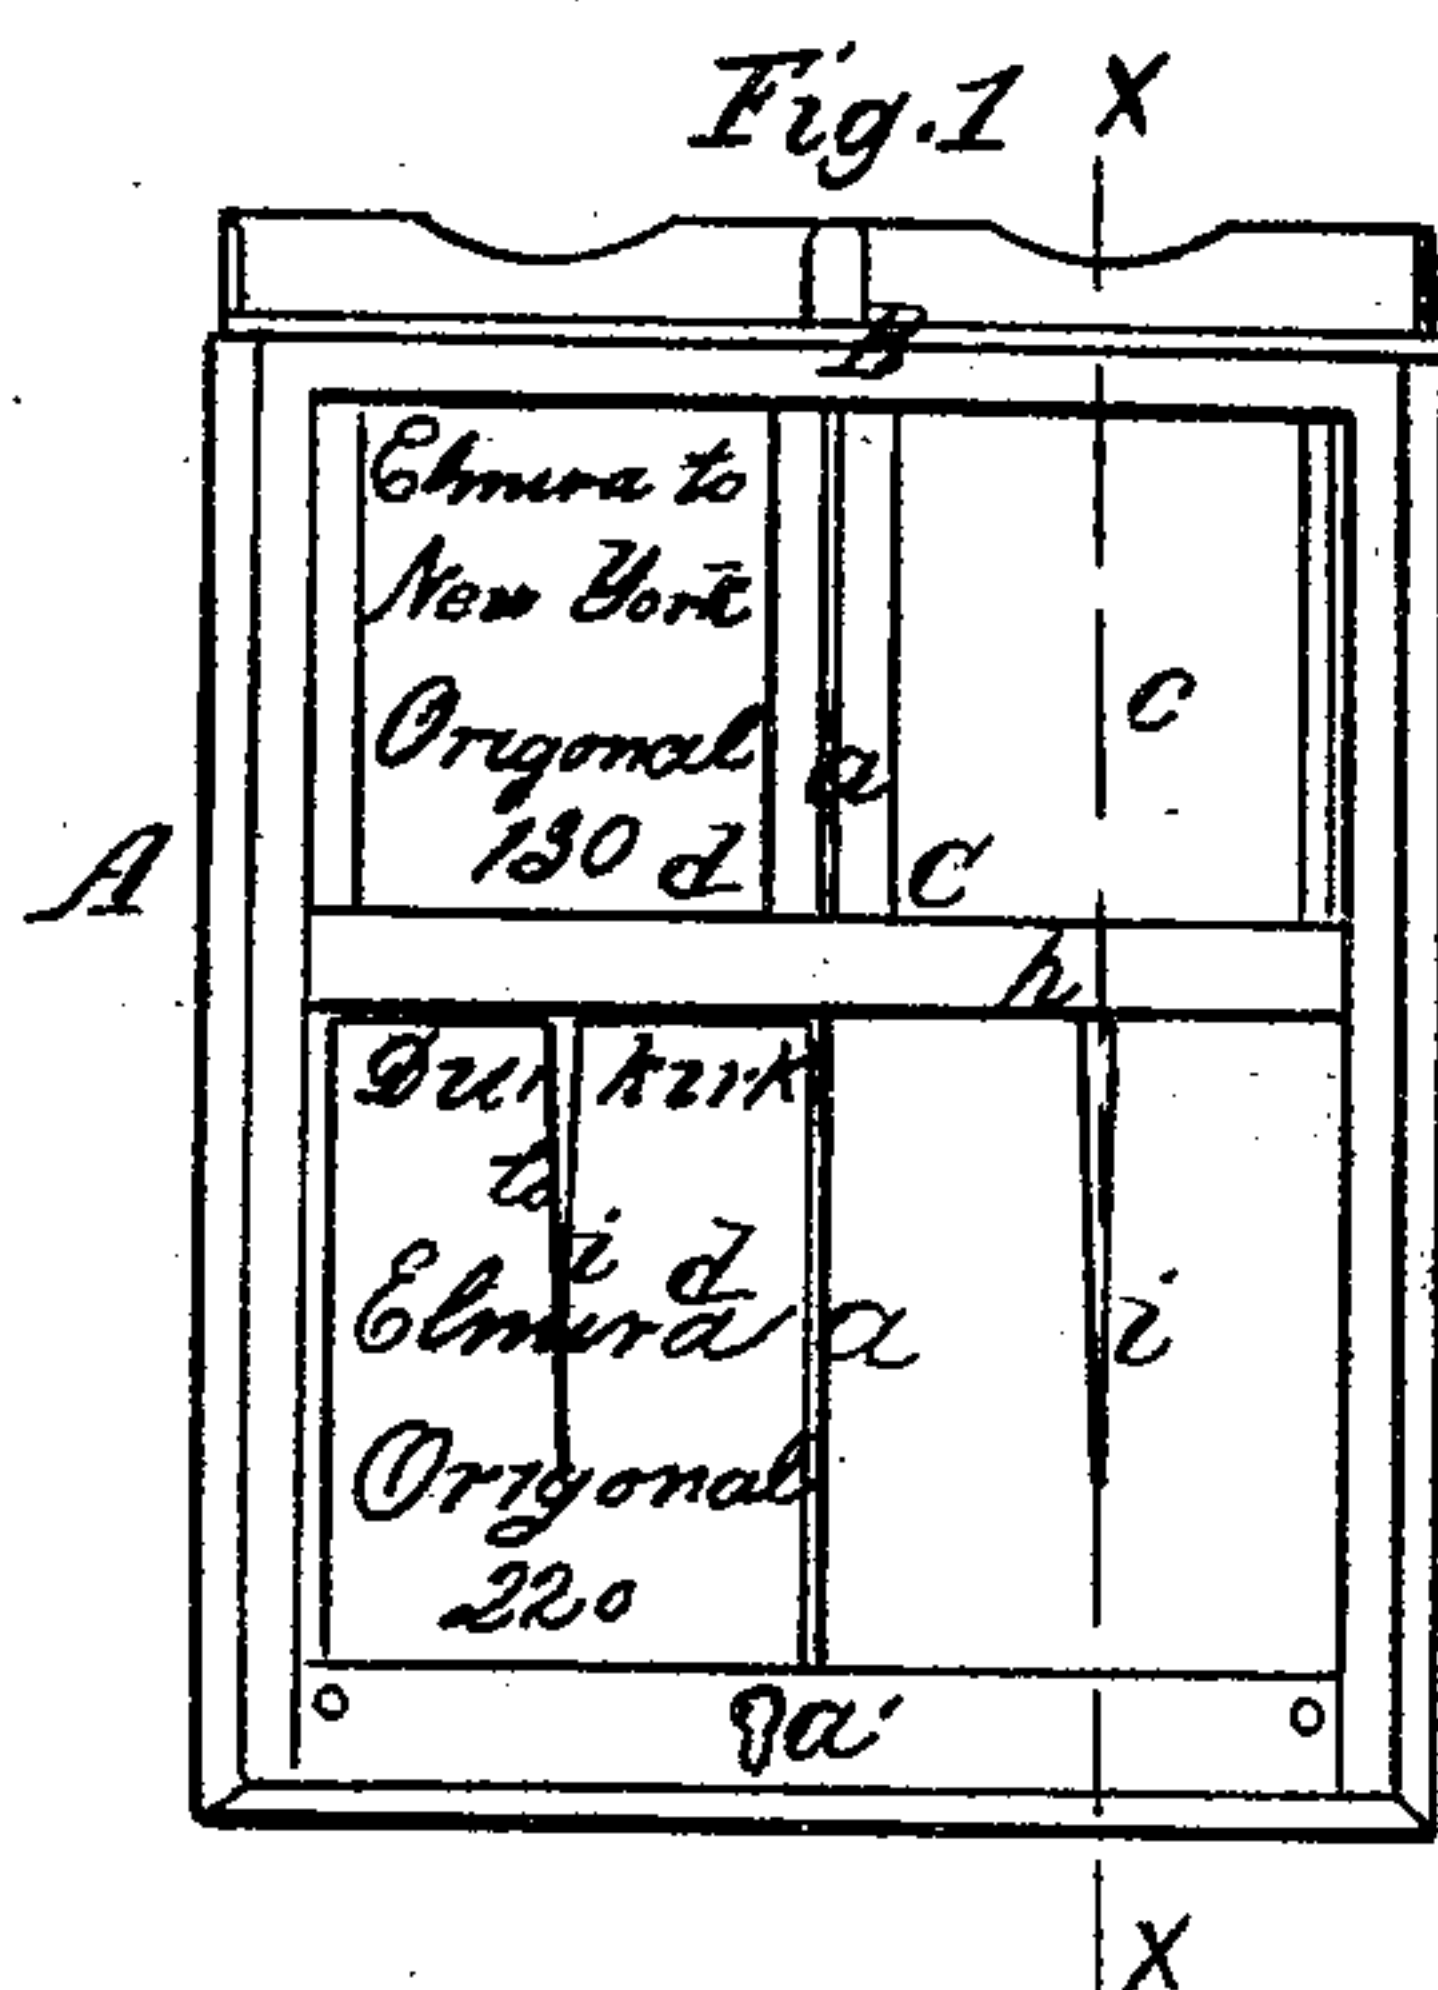 Fig.1 X
B
Elmira to
New York
Origonal
130 d
a
C
C
A
h
Dunkirk
to
i d
Elmira
a
i
Origonal
220
a'
X